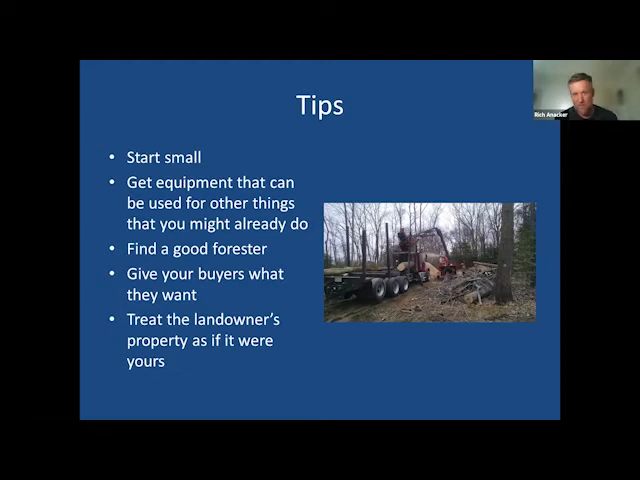 Tips
Rich Anacker
• Start small
• Get equipment that can
be used for other things
that you might already do
• Find a good forester
• Give your buyers what
they want
• Treat the landowner's
property as if it were
yours